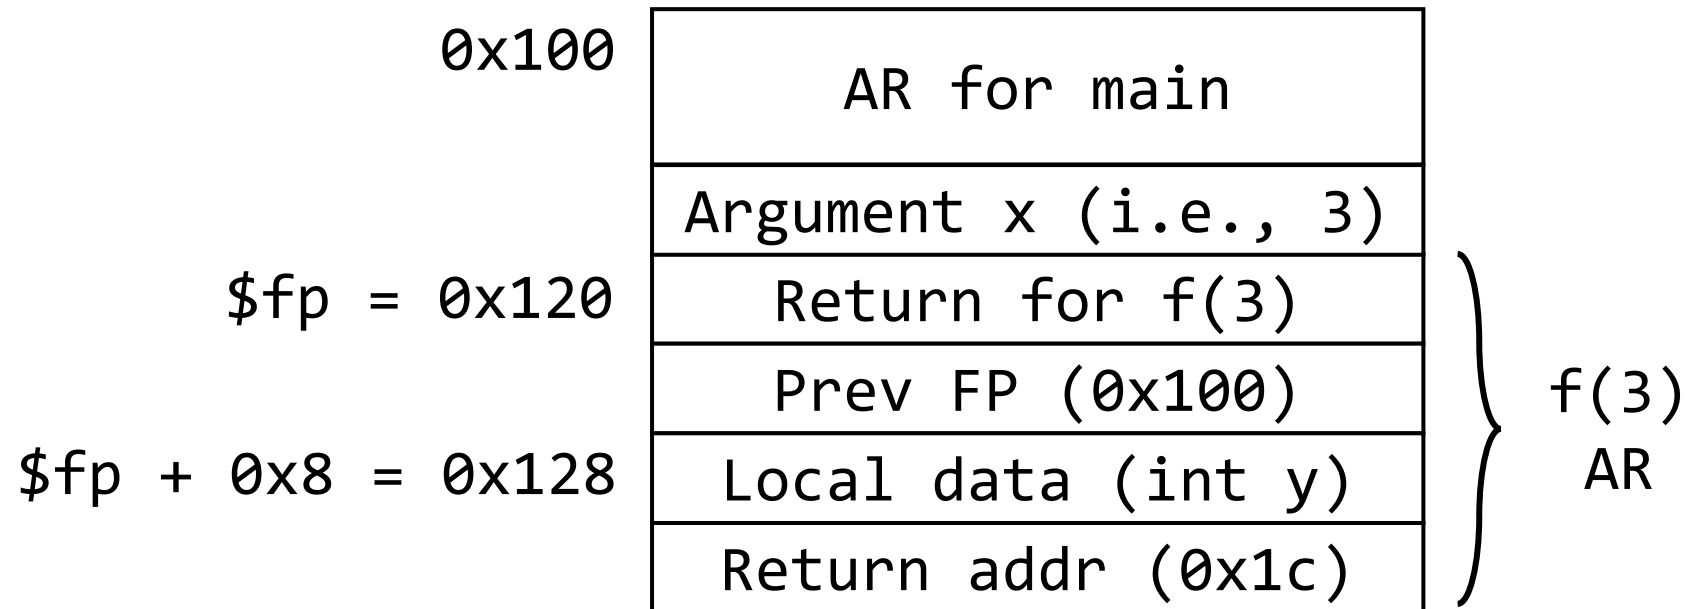 0x100
AR for main
Argument x (i.e., 3)
$fp = 0x120
Return for f(3)
Prev FP (0x100)
f(3)
AR
$fp + 0x8 = 0x128
Local data (int y)
Return addr (0x1c)